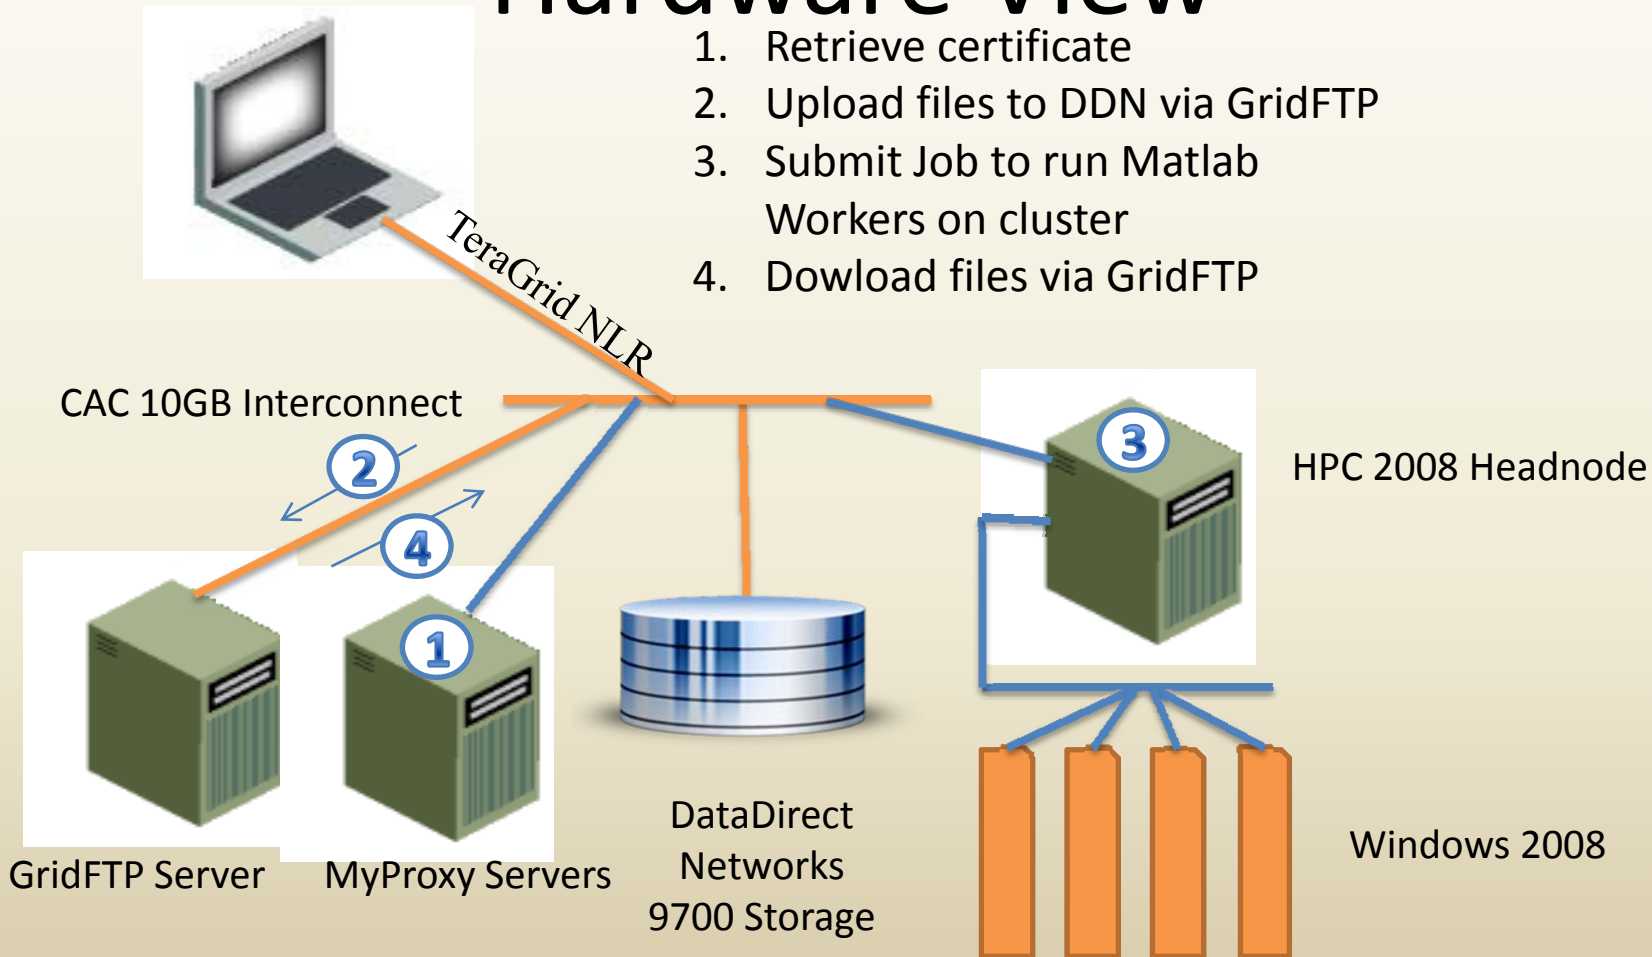 Hardware View
1. Retrieve certificate
2. Upload files to DDN via GridFTP
3. Submit Job to run Matlab
Workers on cluster
4. Dowload files via GridFTP
TeraGrid NLR
CAC 10GB Interconnect
2
3
HPC 2008 Headnode
4
1
DataDirect
Networks
9700 Storage
Windows 2008
GridFTP Server
MyProxy Servers